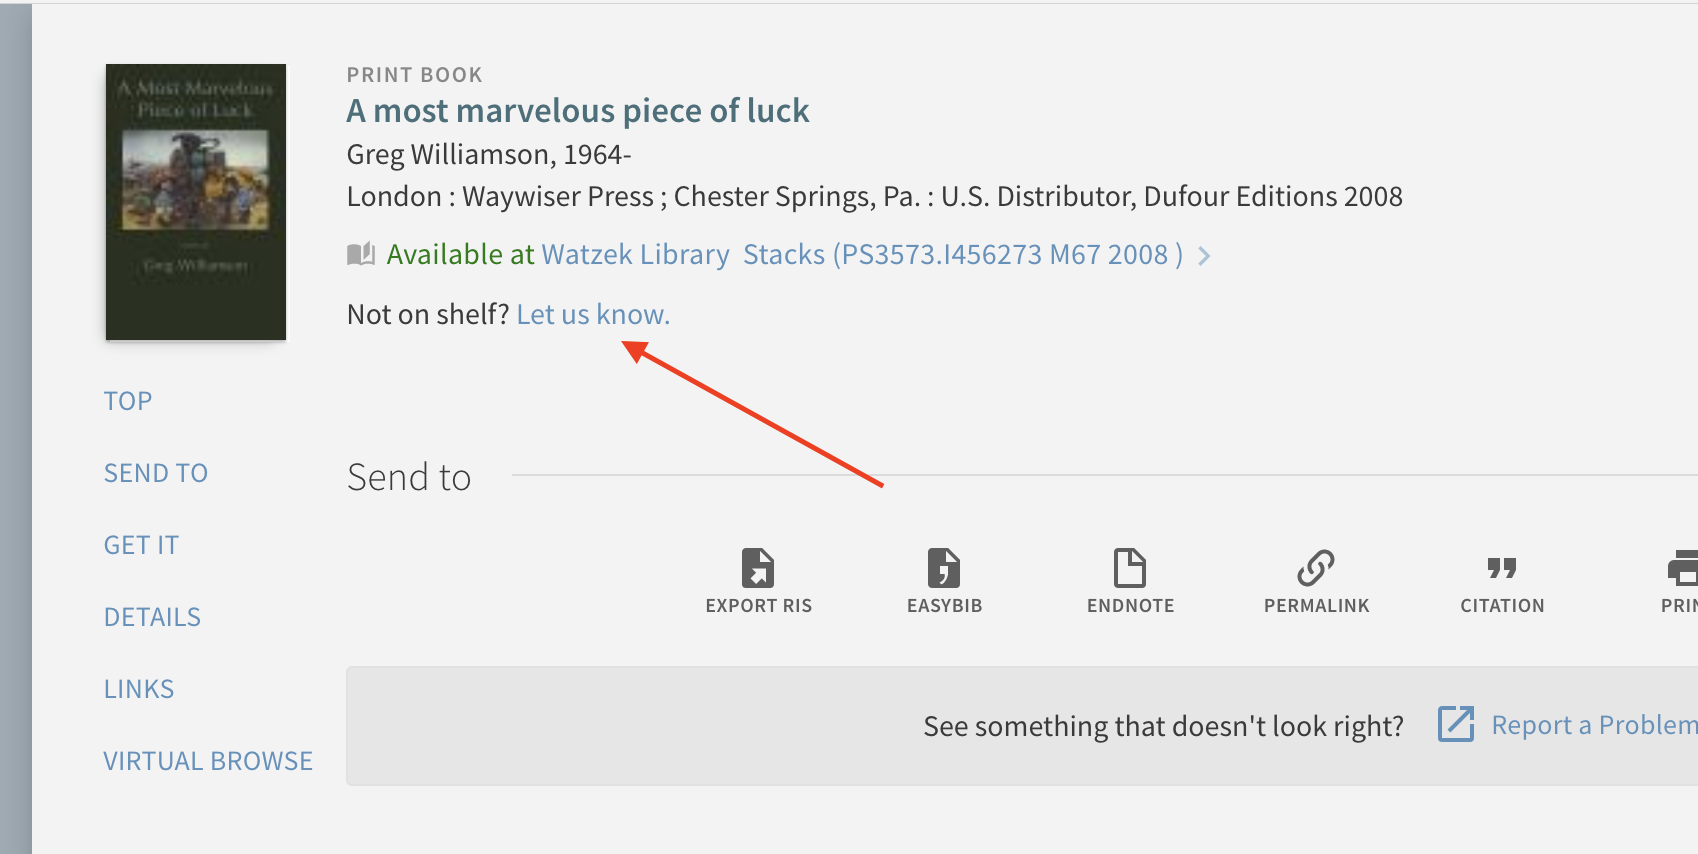 A Most Marvelous
Piece of Luck
Greg Williamson
PRINT BOOK
A most marvelous piece of luck
Greg Williamson, 1964-
London : Waywiser Press ; Chester Springs, Pa. : U.S. Distributor, Dufour Editions 2008
Available at Watzek Library Stacks (PS3573.I456273 M67 2008 )
Not on shelf? Let us know.
TOP
SEND TO
GET IT
DETAILS
LINKS
VIRTUAL BROWSE
Send to
EXPORT RIS
EASYBIB
ENDNOTE
PERMALINK
CITATION
PRIN
See something that doesn't look right? Report a Problem